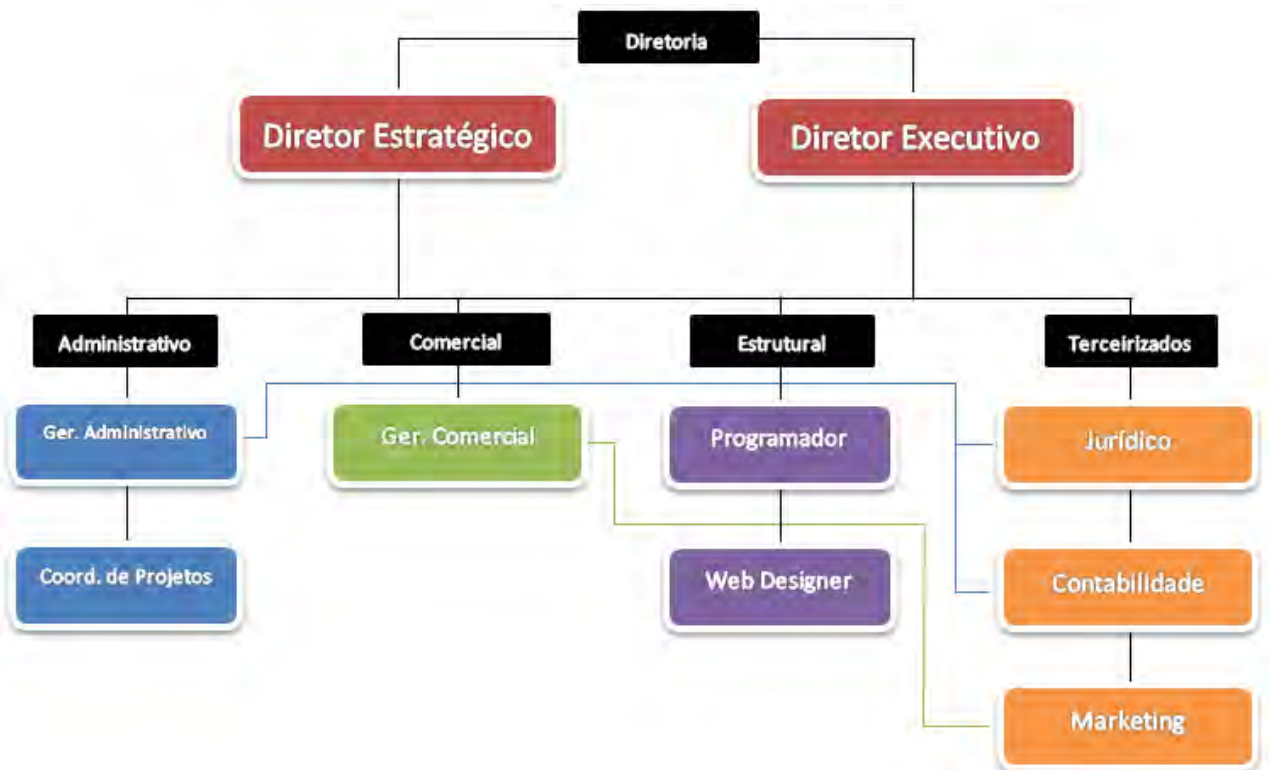 Diretoria
Diretor Estratégico
Diretor Executivo
Administrativo
Comercial
Estrutural
Terceirizados
Ger. Administrativo
Ger. Comercial
Programador
Jurídico
Coord. de Projetos
Web Designer
Contabilidade
Marketing